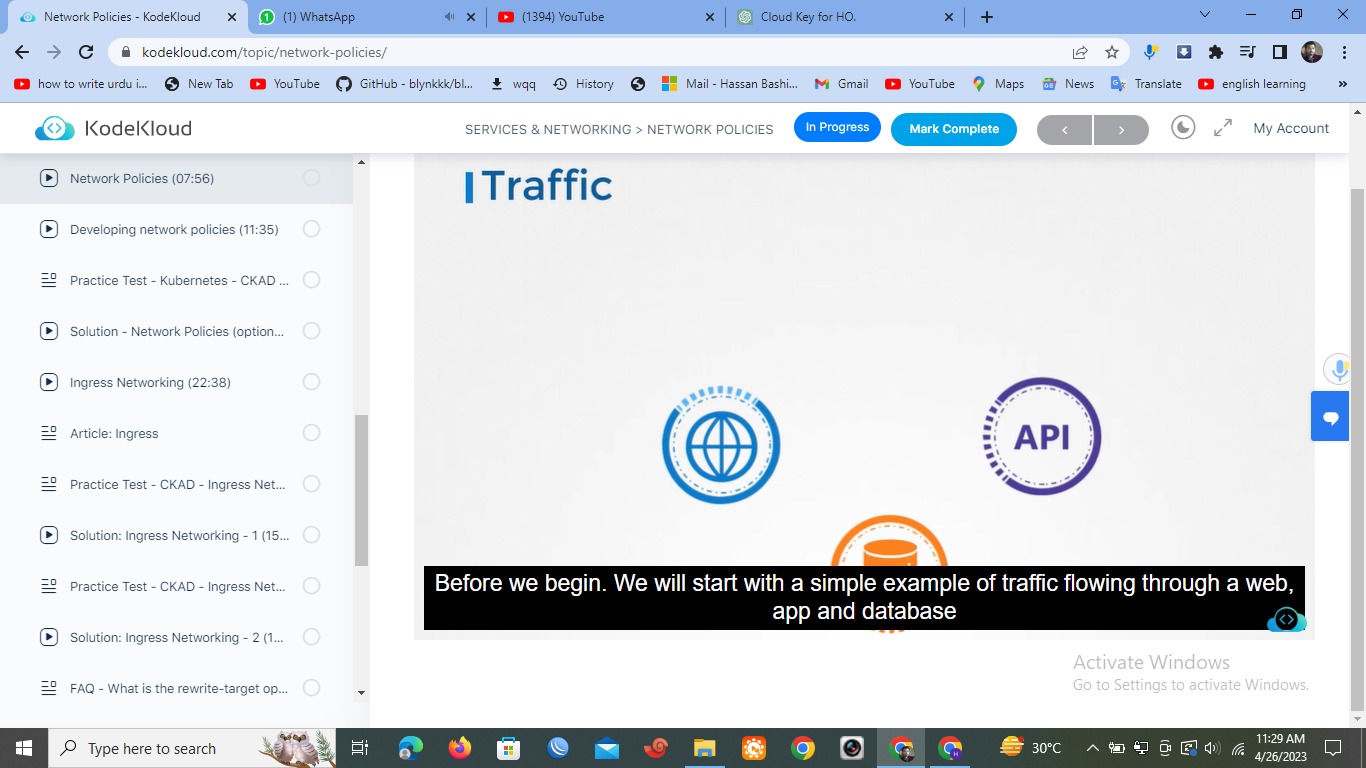 Network Policies - KodeKloud
(1) WhatsApp
(1394) YouTube
Cloud Key for HO.
kodekloud.com/topic/network-policies/
how to write urdu i...
New Tab
YouTube
GitHub - blynkkk/bl...
wqq
History
Mail - Hassan Bashi...
Gmail
YouTube
Maps
News
Translate
english learning
»
KodeKloud
SERVICES & NETWORKING > NETWORK POLICIES
In Progress
Mark Complete
<
>
My Account
Network Policies (07:56)
Developing network policies (11:35)
Practice Test - Kubernetes - CKAD ...
Solution - Network Policies (option...
Ingress Networking (22:38)
Article: Ingress
Practice Test - CKAD - Ingress Net...
Solution: Ingress Networking - 1 (15...
Practice Test - CKAD - Ingress Net...
Solution: Ingress Networking - 2 (1...
FAQ - What is the rewrite-target op...
Traffic
API
Before we begin. We will start with a simple example of traffic flowing through a web,
app and database
Activate Windows
Go to Settings to activate Windows.
Type here to search
30°C
11:29 AM
4/26/2023